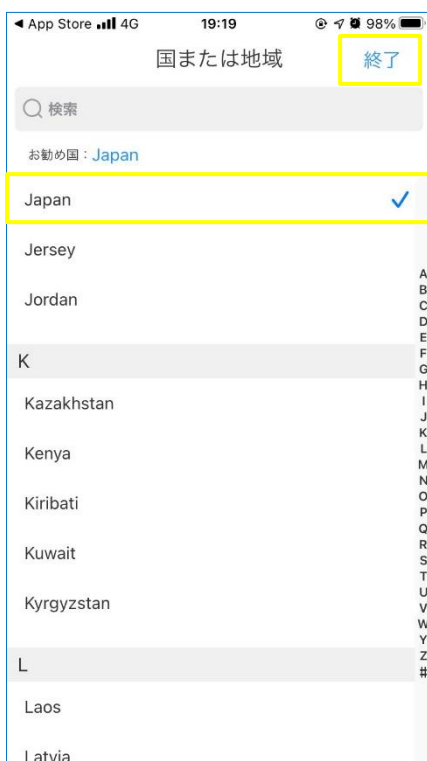 ◀ App Store 4G 19:19 98%
国または地域 終了
検索
お勧め国：Japan
Japan
Jersey
Jordan
K
Kazakhstan
Kenya
Kiribati
Kuwait
Kyrgyzstan
L
Laos
Latvia
A
B
C
D
E
F
G
H
I
J
K
L
M
N
O
P
Q
R
S
T
U
V
W
Y
Z
#